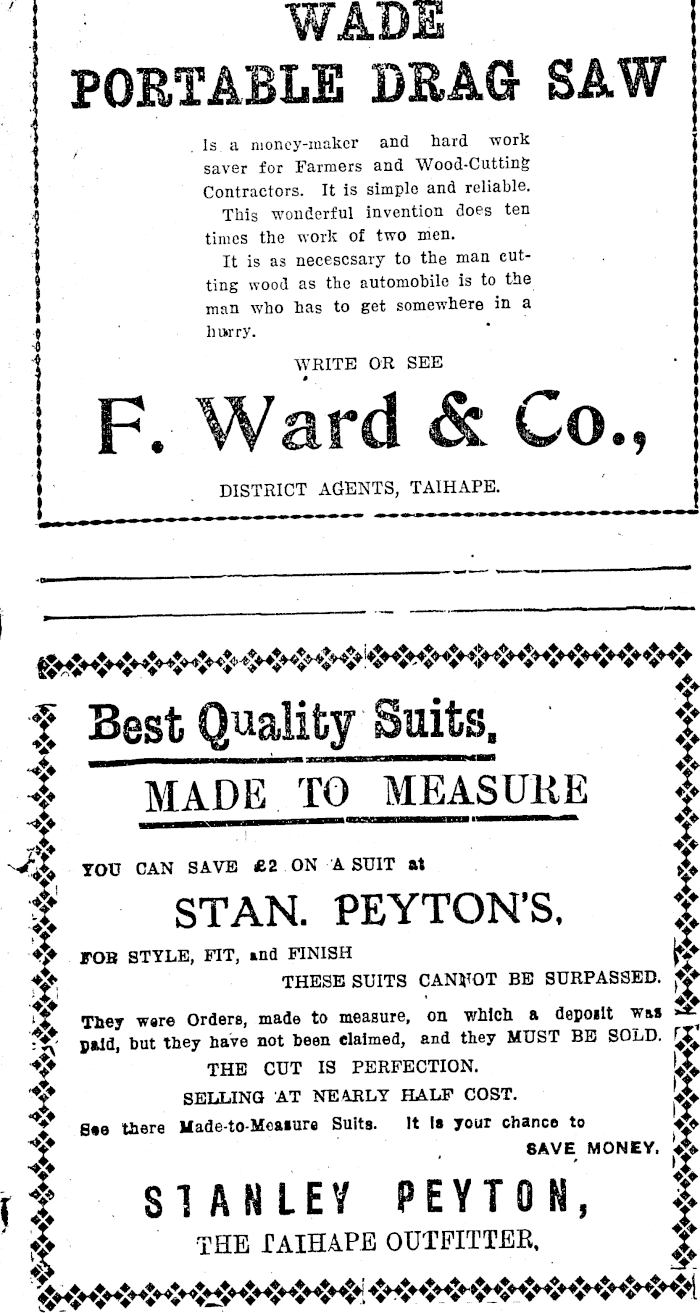 WADE
PORTABLE DRAG SAW
Is a money-maker and hard work
saver for Farmers and Wood-Cutting
Contractors. It is simple and reliable.
This wonderful invention does ten
times the work of two men.
It is as necescsary to the man cut-
ting wood as the automobile is to the
man who has to get somewhere in a
hurry.
WRITE OR SEE
F. Ward & Co.,
DISTRICT AGENTS, TAIHAPE.
Best Quality Suits.
MADE TO MEASURE
YOU CAN SAVE £2 ON A SUIT at
STAN. PEYTON'S.
FOR STYLE, FIT, and FINISH
THESE SUITS CANNOT BE SURPASSED.
They were Orders, made to measure, on which a deposit was
paid, but they have not been claimed, and they MUST BE SOLD.
THE CUT IS PERFECTION.
SELLING AT NEARLY HALF COST.
See there Made-to-Measure Suits. It is your chance to
SAVE MONEY.
STANLEY PEYTON,
THE TAIHAPE OUTFITTER.